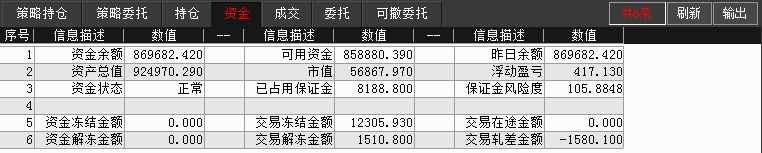 策略持仓 策略委托 持仓 资金 成交 委托 可撤委托 共6条 刷新 输出
序号 信息描述 数值 -- 信息描述 数值 -- 信息描述 数值
1 资金余额 869682.420 可用资金 858880.390 昨日余额 869682.420
2 资产总值 924970.290 市值 56867.970 浮动盈亏 417.130
3 资金状态 正常 已占用保证金 8188.800 保证金风险度 105.8848
4
5 资金冻结金额 0.000 交易冻结金额 12305.930 交易在途金额 0.000
6 资金解冻金额 0.000 交易解冻金额 1510.800 交易轧差金额 -1580.100